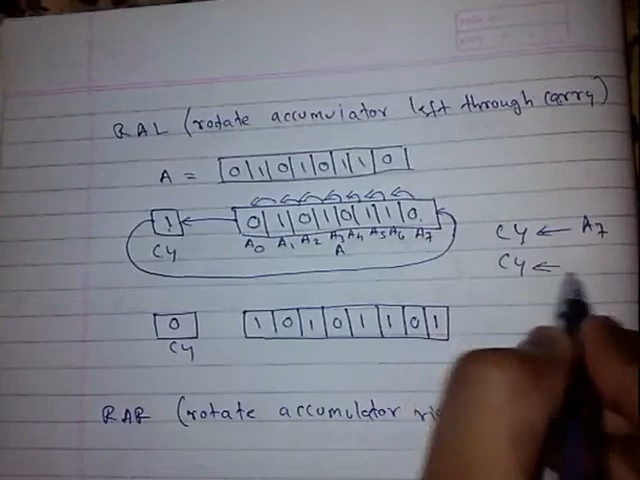 RAL (rotate accumulator left through carry)
A = 0 1 0 1 0 1 1 0
1 0 1 0 1 0 1 1 0
CY A0 A1 A2 A3 A4 A5 A6 A7
A
CY ← A7
CY ←
0 1 0 1 0 1 1 0 1
CY
RAR (rotate accumulator